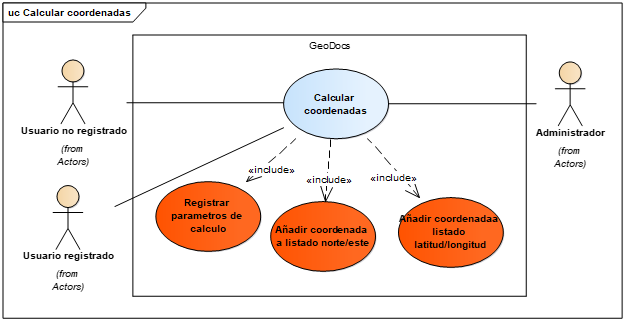 uc Calcular coordenadas
GeoDocs
Usuario no registrado
(from
Actors)
Calcular
coordenadas
Administrador
(from
Actors)
«include»
«include»
«include»
Usuario registrado
(from
Actors)
Registrar
parametros de
calculo
Añadir coordenada
a listado norte/este
Añadir coordenadaa
listado
latitud/longitud